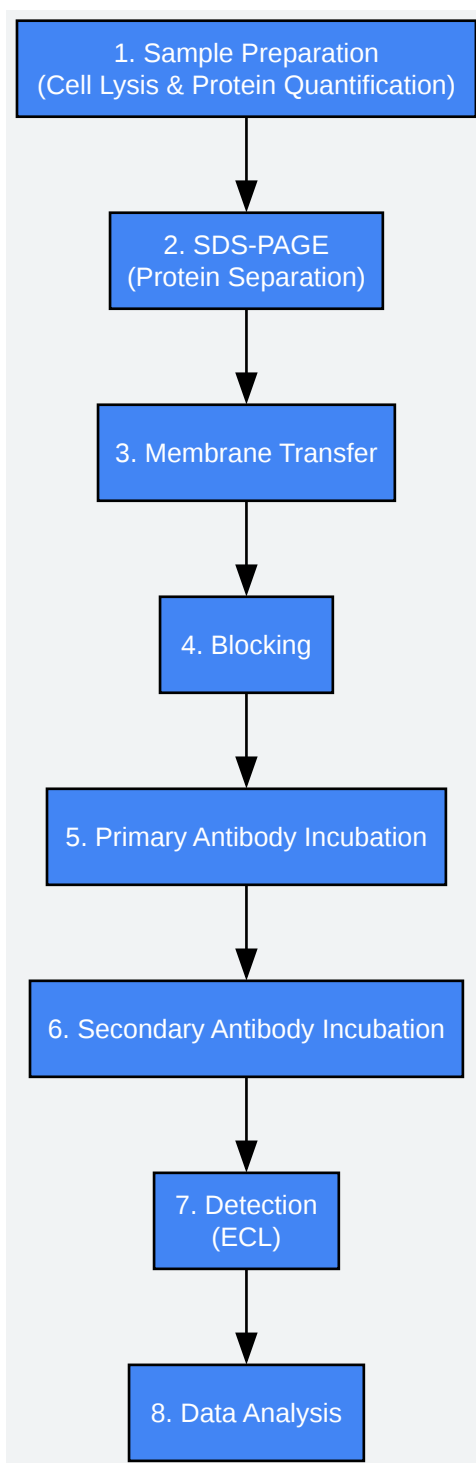 1. Sample Preparation
(Cell Lysis & Protein Quantification)
2. SDS-PAGE
(Protein Separation)
3. Membrane Transfer
4. Blocking
5. Primary Antibody Incubation
6. Secondary Antibody Incubation
7. Detection
(ECL)
8. Data Analysis